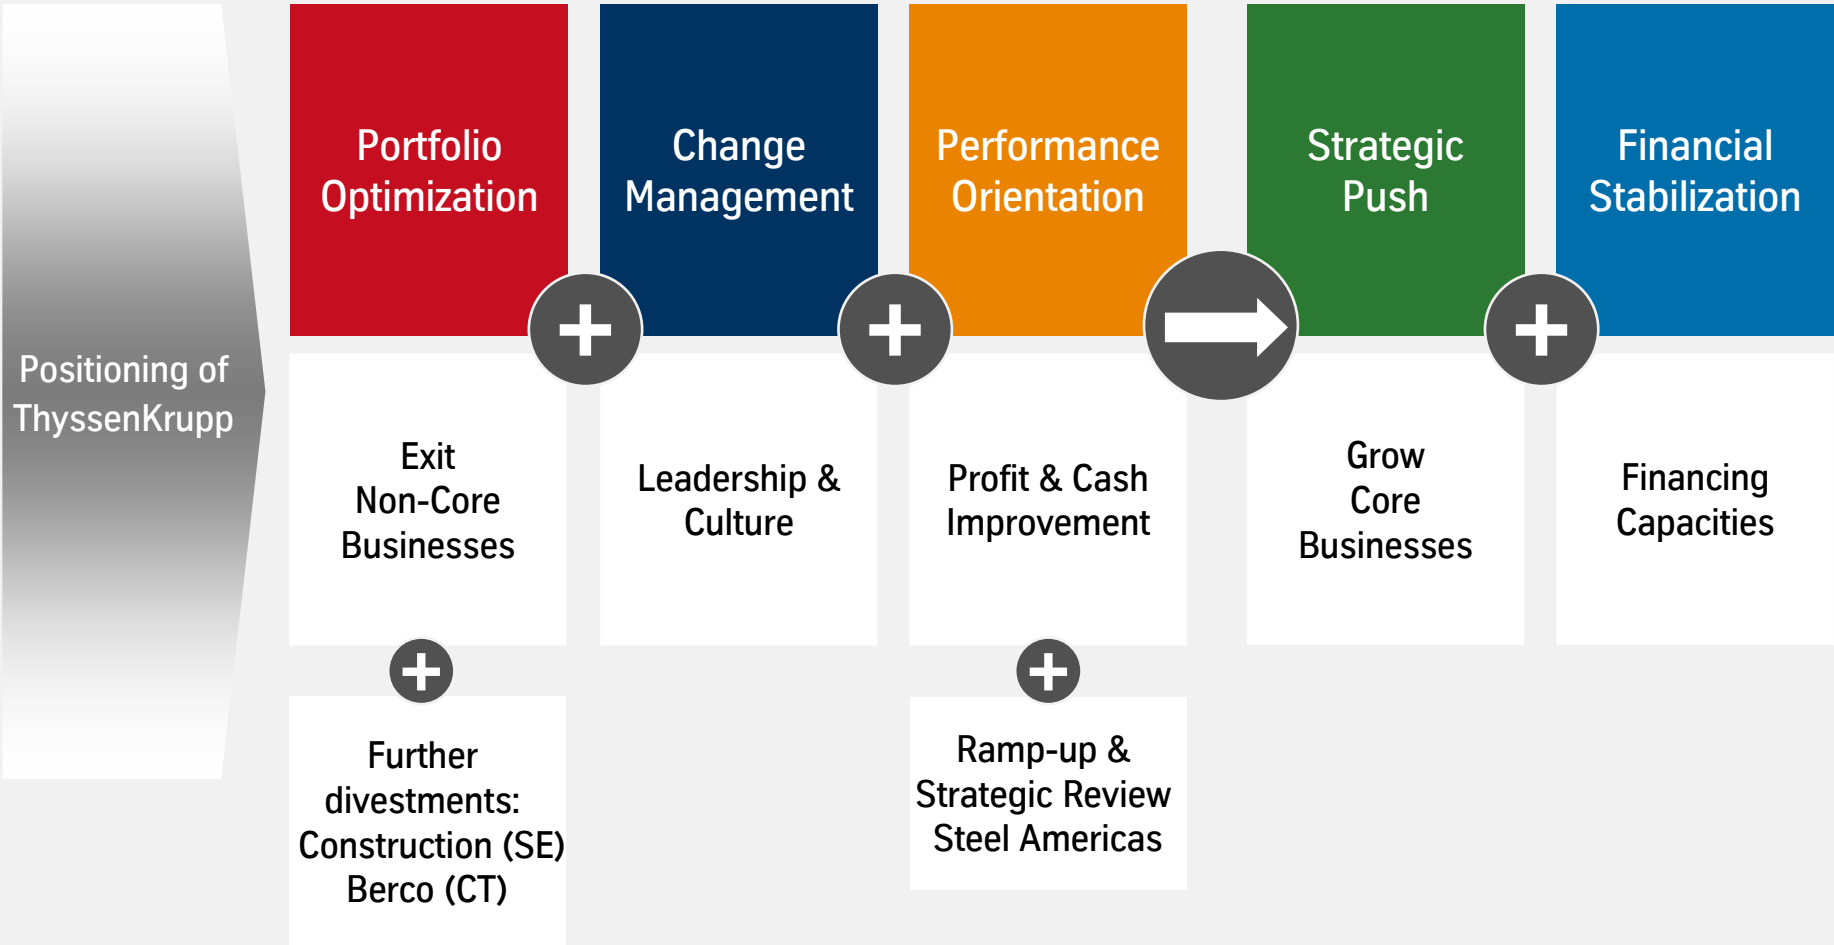 Positioning of
ThyssenKrupp
Portfolio
Optimization
Change
Management
Performance
Orientation
Strategic
Push
Financial
Stabilization
Exit
Non-Core
Businesses
Leadership &
Culture
Profit & Cash
Improvement
Grow
Core
Businesses
Financing
Capacities
Further
divestments:
Construction (SE)
Berco (CT)
Ramp-up &
Strategic Review
Steel Americas